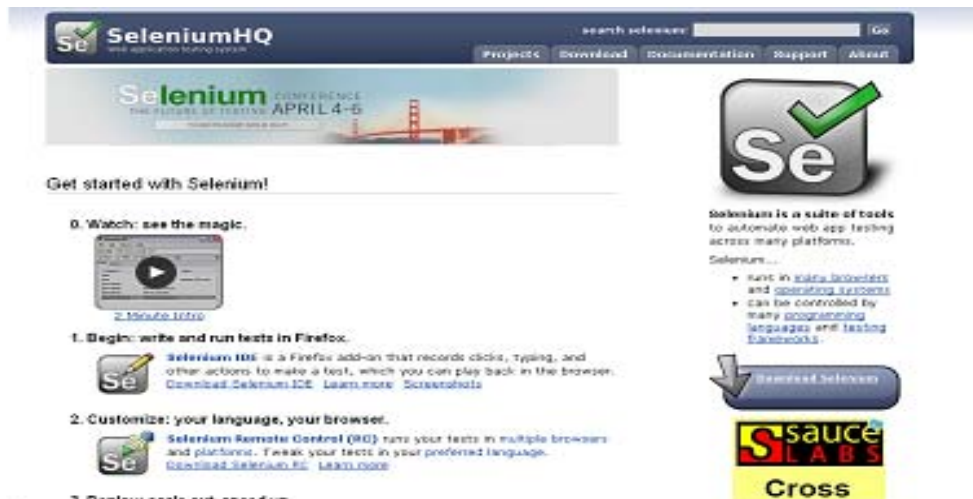 SeleniumHQ
Web application testing system
search selenium: Go
Projects Download Documentation Support About
Selenium CONFERENCE
THE FUTURE OF TESTING APRIL 4-6
Get started with Selenium!
0. Watch: see the magic.
2 Minute Intro
1. Begin: write and run tests in Firefox.
Se
Selenium IDE is a Firefox add-on that records clicks, typing, and
other actions to make a test, which you can play back in the browser.
Download Selenium IDE Learn more Screenshots
2. Customize: your language, your browser.
Se
Selenium Remote Control (RC) runs your tests in multiple browsers
and platforms. Tweak your tests in your preferred language.
Download Selenium RC Learn more
Se
Selenium is a suite of tools
to automate web app testing
across many platforms.
Selenium...
• runs in many browsers
and operating systems
• can be controlled by
many programming
languages and testing
frameworks.
Download Selenium
Sauce
LABS
Cross